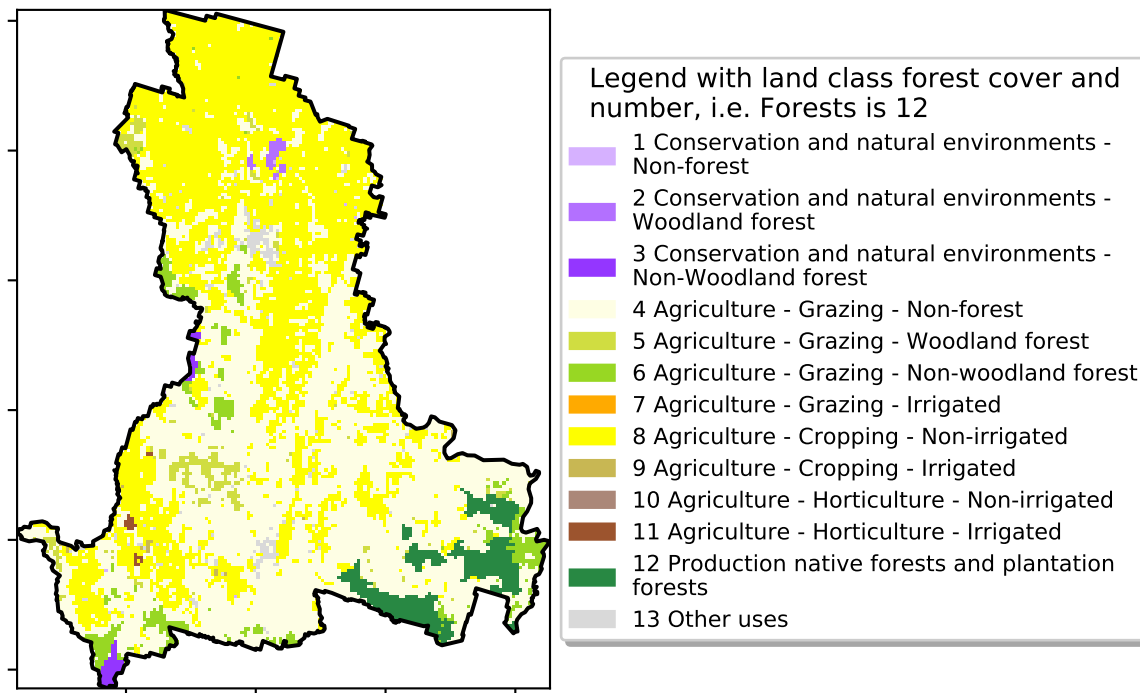 Legend with land class forest cover and
number, i.e. Forests is 12
1 Conservation and natural environments -
Non-forest
2 Conservation and natural environments -
Woodland forest
3 Conservation and natural environments -
Non-Woodland forest
4 Agriculture - Grazing - Non-forest
5 Agriculture - Grazing - Woodland forest
6 Agriculture - Grazing - Non-woodland forest
7 Agriculture - Grazing - Irrigated
8 Agriculture - Cropping - Non-irrigated
9 Agriculture - Cropping - Irrigated
10 Agriculture - Horticulture - Non-irrigated
11 Agriculture - Horticulture - Irrigated
12 Production native forests and plantation
forests
13 Other uses